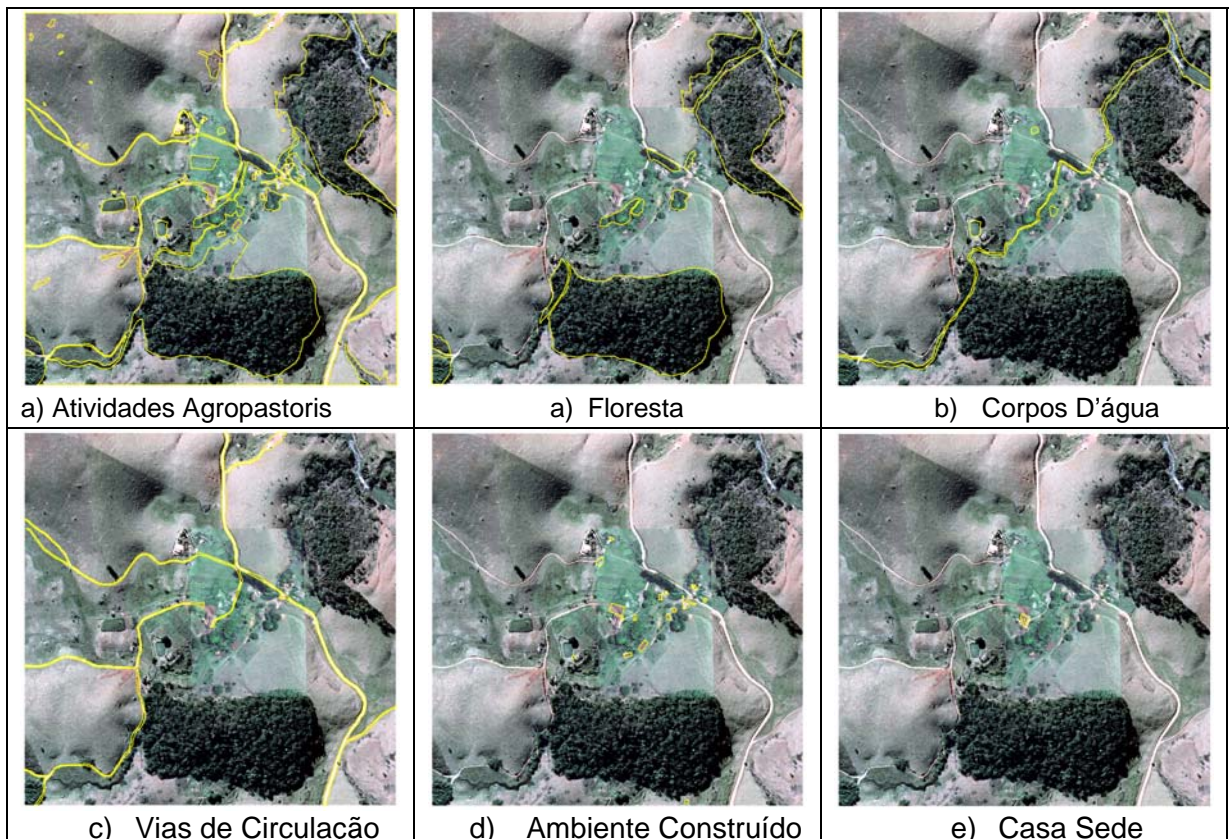 a) Atividades Agropastoris
a) Floresta
b) Corpos D'água
c) Vias de Circulação
d) Ambiente Construído
e) Casa Sede